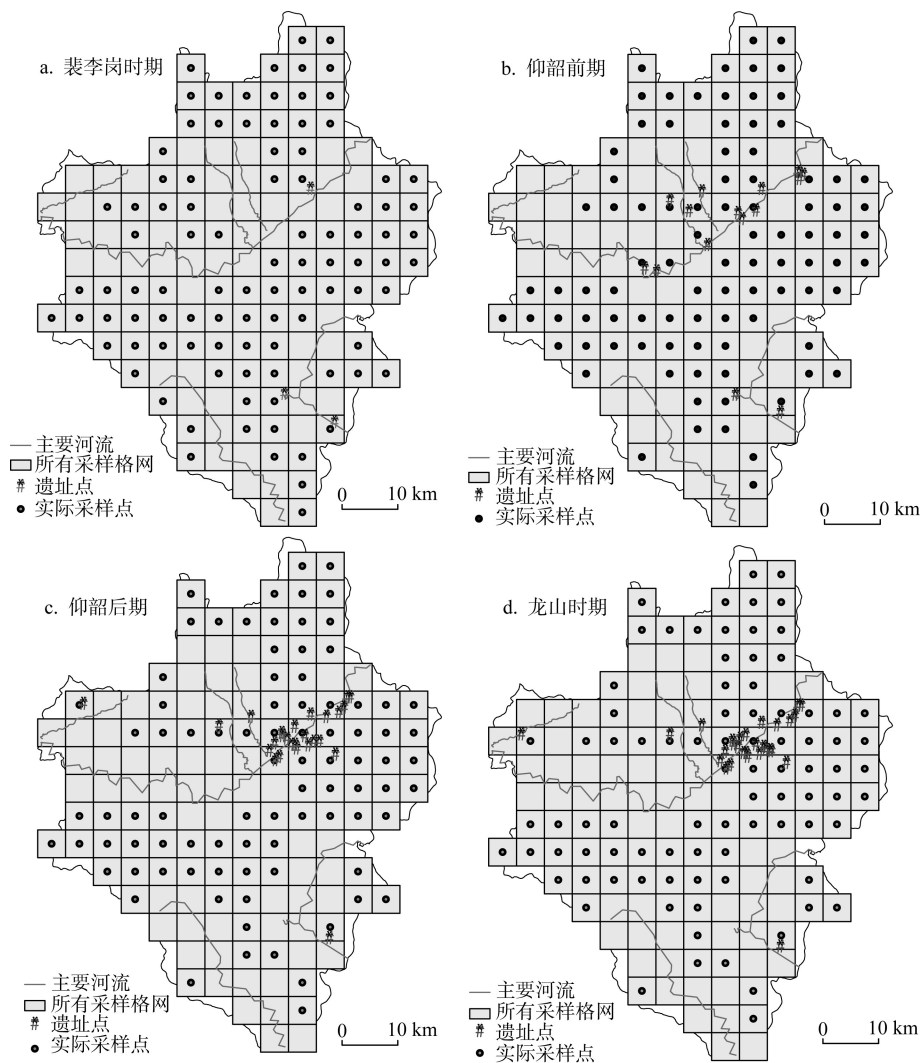 a. 裴李岗时期
主要河流
所有采样格网
遗址点
实际采样点
0 10 km
b. 仰韶前期
主要河流
所有采样格网
遗址点
实际采样点
0 10 km
c. 仰韶后期
主要河流
所有采样格网
遗址点
实际采样点
0 10 km
d. 龙山时期
主要河流
所有采样格网
遗址点
实际采样点
0 10 km